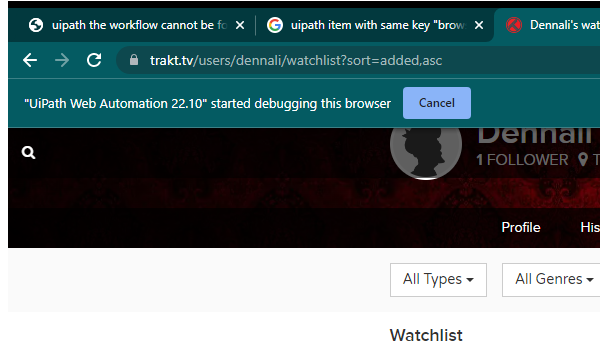 uipath the workflow cannot be fo
uipath item with same key "brow
Dennali's wat
trakt.tv/users/dennali/watchlist?sort=added,asc
"UiPath Web Automation 22.10" started debugging this browser
Cancel
Dennali
1 FOLLOWER
Profile
His
All Types
All Genres
Watchlist